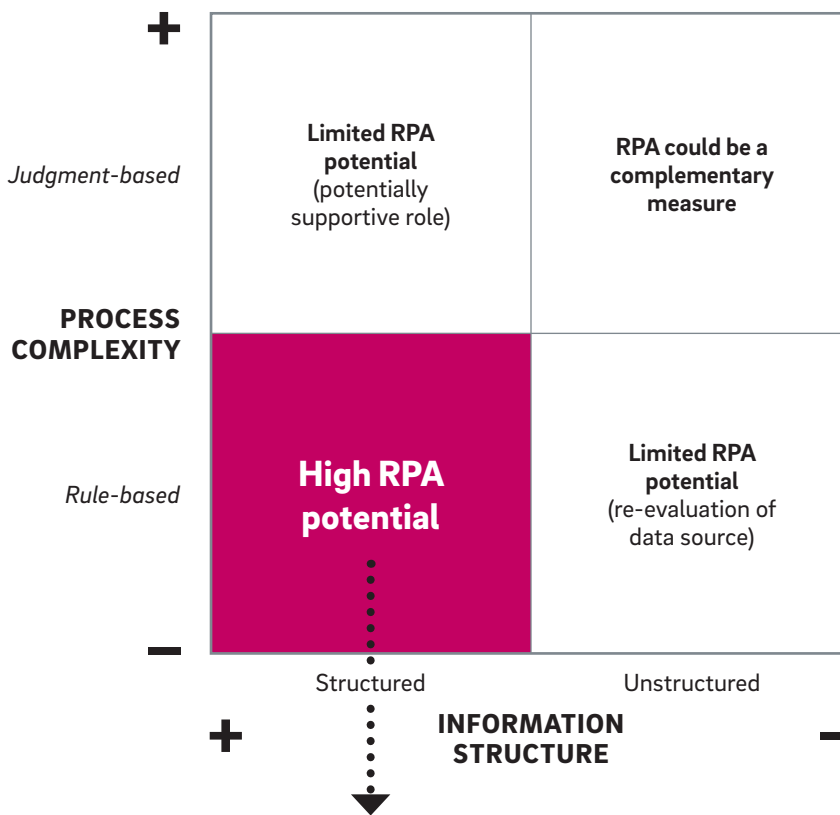 +
Judgment-based
Limited RPA
potential
(potentially
supportive role)
RPA could be a
complementary
measure
PROCESS
COMPLEXITY
Rule-based
High RPA
potential
Limited RPA
potential
(re-evaluation of
data source)
−
Structured
Unstructured
+
INFORMATION
STRUCTURE
−